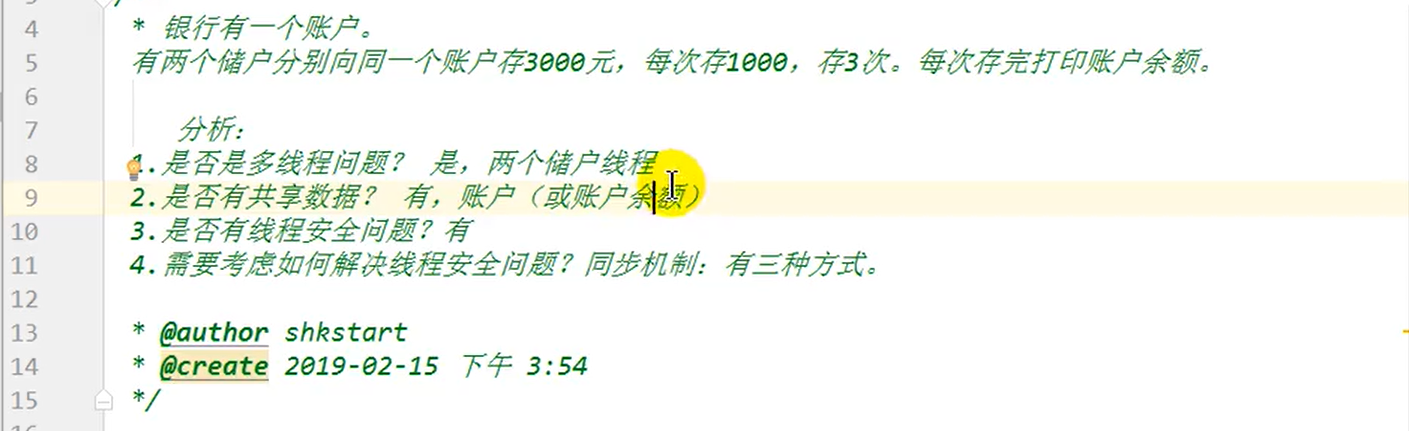 4 * 银行有一个账户。
5 有两个储户分别向同一个账户存3000元，每次存1000，存3次。每次存完打印账户余额。
6
7 分析：
8 1.是否是多线程问题？ 是，两个储户线程
9 2.是否有共享数据？ 有，账户（或账户余额）
10 3.是否有线程安全问题？有
11 4.需要考虑如何解决线程安全问题？同步机制：有三种方式。
12
13 * @author shkstart
14 * @create 2019-02-15 下午 3:54
15 */